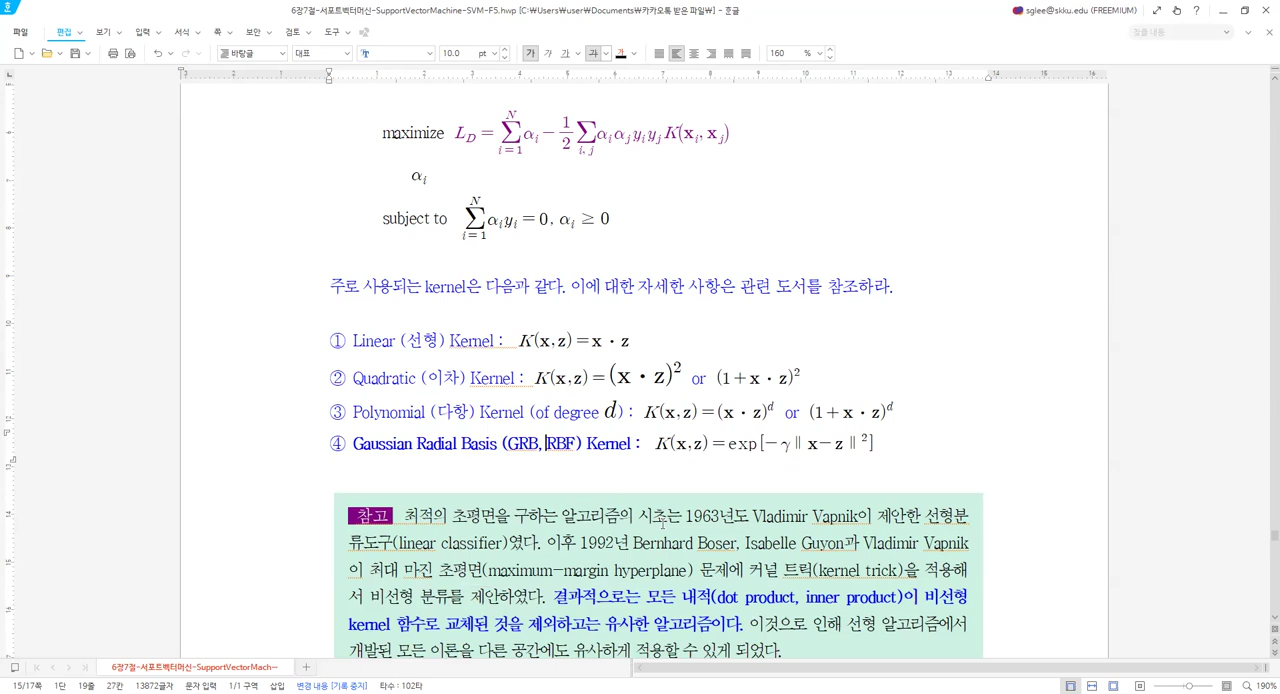 6장7절-서포트벡터머신-SupportVectorMachine-SVM-F5.hwp [C:₩Users₩user₩Documents₩카카오톡 받은 파일₩] - 훈글
sglee@skku.edu (FREEMIUM)
파일 편집 보기 입력 서식 쪽 보안 검토 도구
찾을 내용
바탕글 대표 10.0 pt 가 가 가 가 가 160 %
maximize L_D = ∑_{i=1}^{N} α_i − 1/2 ∑_{i,j} α_i α_j y_i y_j K(x_i, x_j)
α_i
subject to ∑_{i=1}^{N} α_i y_i = 0, α_i ≥ 0
주로 사용되는 kernel은 다음과 같다. 이에 대한 자세한 사항은 관련 도서를 참조하라.
① Linear (선형) Kernel : K(x,z) = x · z
② Quadratic (이차) Kernel : K(x,z) = (x · z)² or (1+x · z)²
③ Polynomial (다항) Kernel (of degree d) : K(x,z) = (x · z)^d or (1+x · z)^d
④ Gaussian Radial Basis (GRB, RBF) Kernel : K(x,z) = exp[−γ∥x−z∥²]
참고 최적의 초평면을 구하는 알고리즘의 시초는 1963년도 Vladimir Vapnik이 제안한 선형분
류도구(linear classifier)였다. 이후 1992년 Bernhard Boser, Isabelle Guyon과 Vladimir Vapnik
이 최대 마진 초평면(maximum-margin hyperplane) 문제에 커널 트릭(kernel trick)을 적용해
서 비선형 분류를 제안하였다. 결과적으로는 모든 내적(dot product, inner product)이 비선형
kernel 함수로 교체된 것을 제외하고는 유사한 알고리즘이다. 이것으로 인해 선형 알고리즘에서
개발된 모든 이론을 다른 공간에도 유사하게 적용할 수 있게 되었다.
6장7절-서포트벡터머신-SupportVectorMach⋯
15/17쪽 1단 19줄 27칸 13872글자 문자 입력 1/1 구역 삽입 변경 내용 [기록 중지] 타수 : 102타 190%